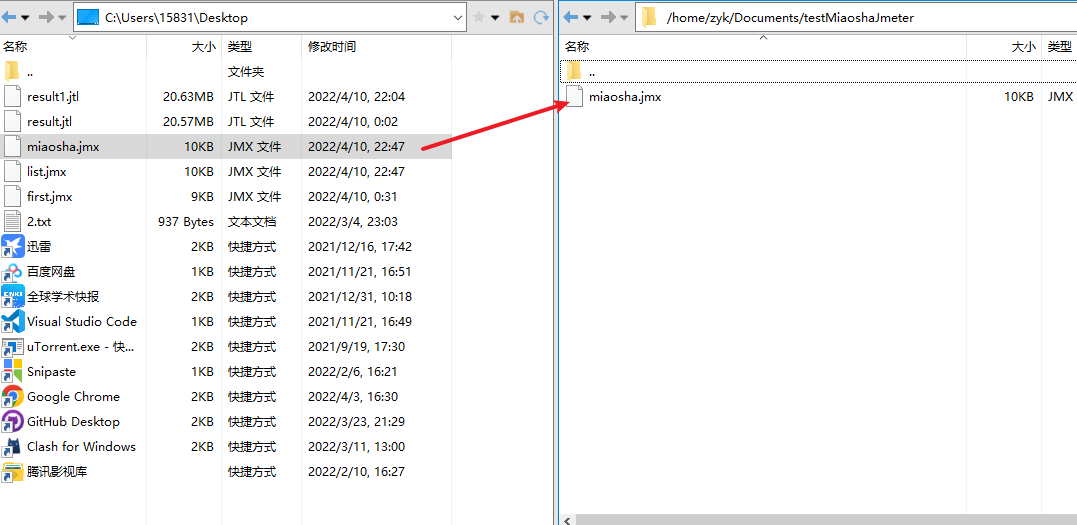 C:\Users\15831\Desktop
名称 大小 类型 修改时间
.. 文件夹
result1.jtl 20.63MB JTL 文件 2022/4/10, 22:04
result.jtl 20.57MB JTL 文件 2022/4/10, 0:02
miaosha.jmx 10KB JMX 文件 2022/4/10, 22:47
list.jmx 10KB JMX 文件 2022/4/10, 22:47
first.jmx 9KB JMX 文件 2022/4/10, 0:31
2.txt 937 Bytes 文本文档 2022/3/4, 23:03
迅雷 2KB 快捷方式 2021/12/16, 17:42
百度网盘 1KB 快捷方式 2021/11/21, 16:51
全球学术快报 2KB 快捷方式 2021/12/31, 10:18
Visual Studio Code 1KB 快捷方式 2021/11/21, 16:49
uTorrent.exe - 快... 2KB 快捷方式 2021/9/19, 17:30
Snipaste 1KB 快捷方式 2022/2/6, 16:21
Google Chrome 2KB 快捷方式 2022/4/3, 16:30
GitHub Desktop 2KB 快捷方式 2022/3/23, 21:29
Clash for Windows 2KB 快捷方式 2022/3/11, 13:00
腾讯影视库 快捷方式 2022/2/10, 16:27
/home/zyk/Documents/testMiaoshaJmeter
名称 大小 类型
..
miaosha.jmx 10KB JMX